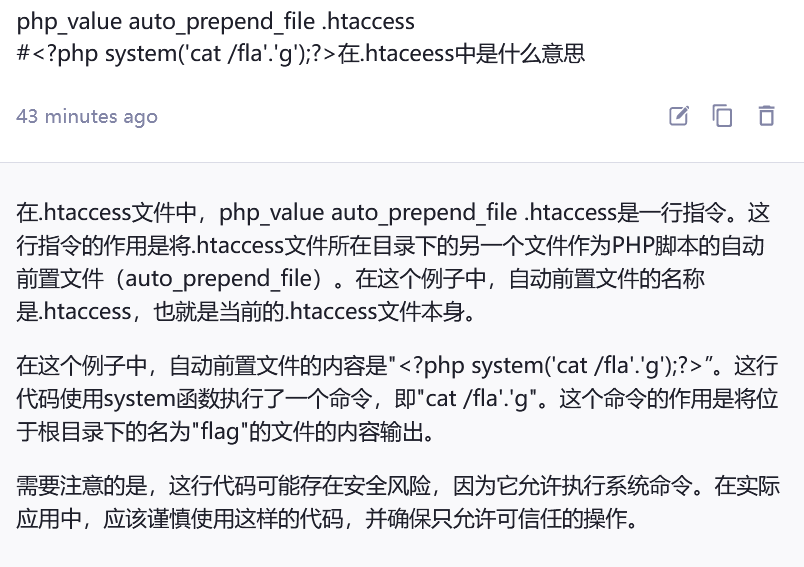 php_value auto_prepend_file .htaccess
#<?php system('cat /fla'.'g');?>在.htaceess中是什么意思
43 minutes ago
在.htaccess文件中，php_value auto_prepend_file .htaccess是一行指令。这
行指令的作用是将.htaccess文件所在目录下的另一个文件作为PHP脚本的自动
前置文件（auto_prepend_file）。在这个例子中，自动前置文件的名称
是.htaccess，也就是当前的.htaccess文件本身。
在这个例子中，自动前置文件的内容是"<?php system('cat /fla'.'g');?>”。这行
代码使用system函数执行了一个命令，即"cat /fla'.'g"。这个命令的作用是将位
于根目录下的名为"flag"的文件的内容输出。
需要注意的是，这行代码可能存在安全风险，因为它允许执行系统命令。在实际
应用中，应该谨慎使用这样的代码，并确保只允许可信任的操作。